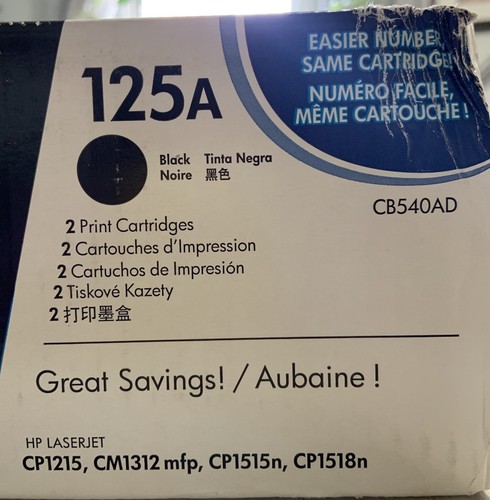 125A
EASIER NUMBER,
SAME CARTRIDGE!
NUMÉRO FACILE,
MÊME CARTOUCHE!
Black Tinta Negra
Noire 黑色
CB540AD
2 Print Cartridges
2 Cartouches d'Impression
2 Cartuchos de Impresión
2 Tiskové Kazety
2 打印墨盒
Great Savings! / Aubaine !
HP LASERJET
CP1215, CM1312 mfp, CP1515n, CP1518n